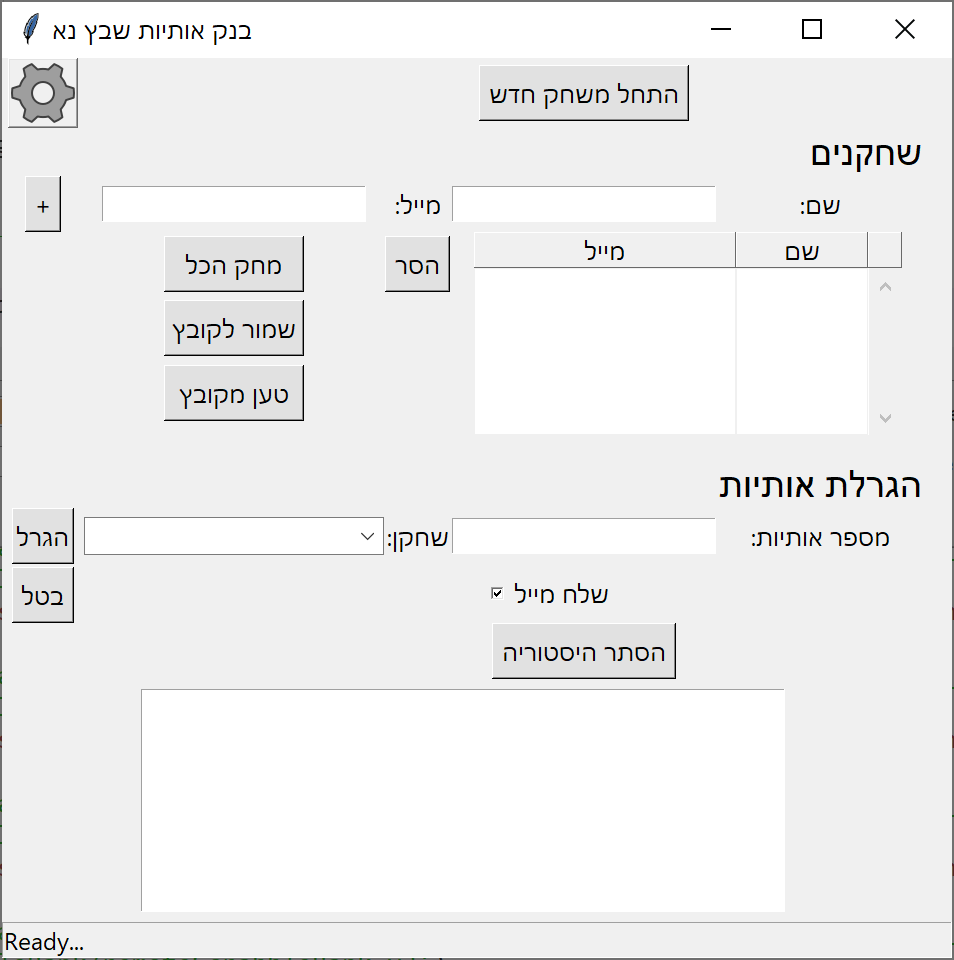 בנק אותיות שבץ נא
התחל משחק חדש
שחקנים
שם: מייל: +
שם מייל
הסר מחק הכל
שמור לקובץ
טען מקובץ
הגרלת אותיות
מספר אותיות: שחקן: הגרל
בטל
שלח מייל
הסתר היסטוריה
Ready...